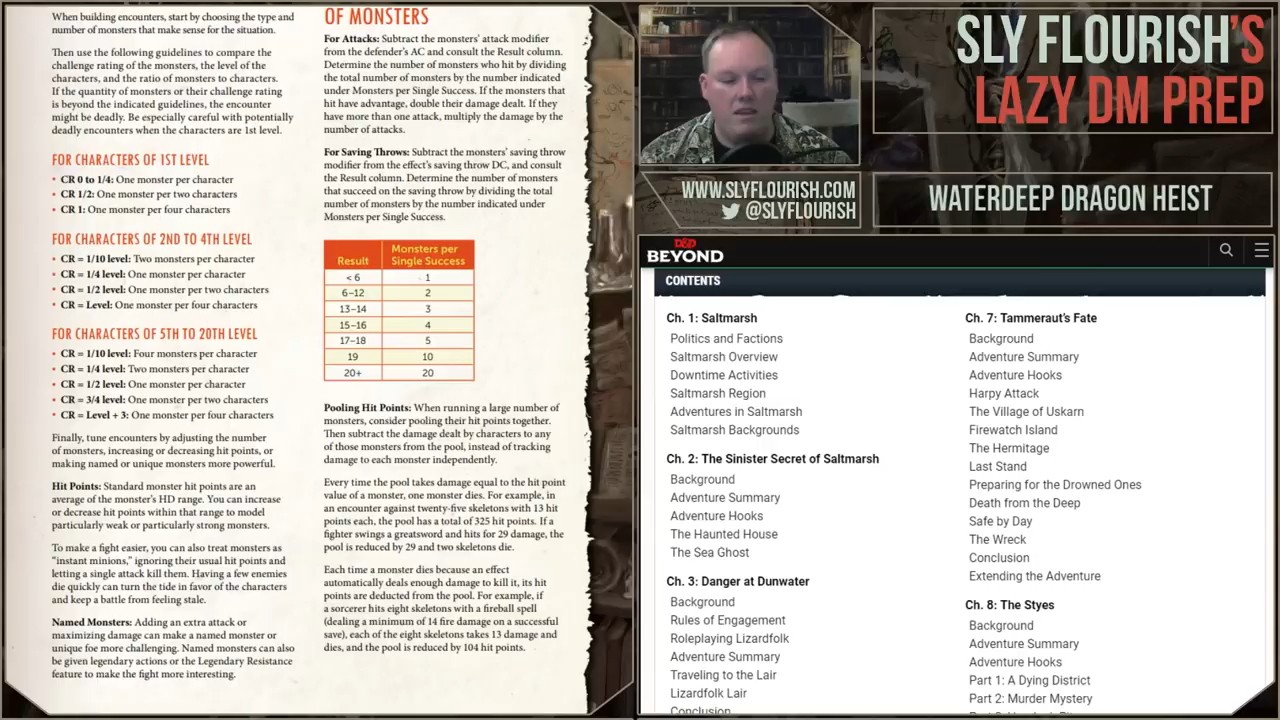 When building encounters, start by choosing the type and
number of monsters that make sense for the situation.
Then use the following guidelines to compare the
challenge rating of the monsters, the level of the
characters, and the ratio of monsters to characters.
If the quantity of monsters or their challenge rating
is beyond the indicated guidelines, the encounter
might be deadly. Be especially careful with potentially
deadly encounters when the characters are 1st level.
FOR CHARACTERS OF 1ST LEVEL
• CR 0 to 1/4: One monster per character
• CR 1/2: One monster per two characters
• CR 1: One monster per four characters
FOR CHARACTERS OF 2ND TO 4TH LEVEL
• CR = 1/10 level: Two monsters per character
• CR = 1/4 level: One monster per character
• CR = 1/2 level: One monster per two characters
• CR = Level: One monster per four characters
FOR CHARACTERS OF 5TH TO 20TH LEVEL
• CR = 1/10 level: Four monsters per character
• CR = 1/4 level: Two monsters per character
• CR = 1/2 level: One monster per character
• CR = 3/4 level: One monster per two characters
• CR = Level + 3: One monster per four characters
Finally, tune encounters by adjusting the number
of monsters, increasing or decreasing hit points, or
making named or unique monsters more powerful.
Hit Points: Standard monster hit points are an
average of the monster's HD range. You can increase
or decrease hit points within that range to model
particularly weak or particularly strong monsters.
To make a fight easier, you can also treat monsters as
"instant minions," ignoring their usual hit points and
letting a single attack kill them. Having a few enemies
die quickly can turn the tide in favor of the characters
and keep a battle from feeling stale.
Named Monsters: Adding an extra attack or
maximizing damage can make a named monster or
unique foe more challenging. Named monsters can also
be given legendary actions or the Legendary Resistance
feature to make the fight more interesting.
OF MONSTERS
For Attacks: Subtract the monsters' attack modifier
from the defender's AC and consult the Result column.
Determine the number of monsters who hit by dividing
the total number of monsters by the number indicated
under Monsters per Single Success. If the monsters that
hit have advantage, double their damage dealt. If they
have more than one attack, multiply the damage by the
number of attacks.
For Saving Throws: Subtract the monsters' saving throw
modifier from the effect's saving throw DC, and consult
the Result column. Determine the number of monsters
that succeed on the saving throw by dividing the total
number of monsters by the number indicated under
Monsters per Single Success.
Result Monsters per Single Success
< 6 1
6–12 2
13–14 3
15–16 4
17–18 5
19 10
20+ 20
Pooling Hit Points: When running a large number of
monsters, consider pooling their hit points together.
Then subtract the damage dealt by characters to any
of those monsters from the pool, instead of tracking
damage to each monster independently.
Every time the pool takes damage equal to the hit point
value of a monster, one monster dies. For example, in
an encounter against twenty-five skeletons with 13 hit
points each, the pool has a total of 325 hit points. If a
fighter swings a greatsword and hits for 29 damage, the
pool is reduced by 29 and two skeletons die.
Each time a monster dies because an effect
automatically deals enough damage to kill it, its hit
points are deducted from the pool. For example, if
a sorcerer hits eight skeletons with a fireball spell
(dealing a minimum of 14 fire damage on a successful
save), each of the eight skeletons takes 13 damage and
dies, and the pool is reduced by 104 hit points.
SLY FLOURISH'S
LAZY DM PREP
WWW.SLYFLOURISH.COM
@SLYFLOURISH
WATERDEEP DRAGON HEIST
D&D
BEYOND
CONTENTS
Ch. 1: Saltmarsh
Politics and Factions
Saltmarsh Overview
Downtime Activities
Saltmarsh Region
Adventures in Saltmarsh
Saltmarsh Backgrounds
Ch. 2: The Sinister Secret of Saltmarsh
Background
Adventure Summary
Adventure Hooks
The Haunted House
The Sea Ghost
Ch. 3: Danger at Dunwater
Background
Rules of Engagement
Roleplaying Lizardfolk
Adventure Summary
Traveling to the Lair
Lizardfolk Lair
Conclusion
Ch. 7: Tammeraut's Fate
Background
Adventure Summary
Adventure Hooks
Harpy Attack
The Village of Uskarn
Firewatch Island
The Hermitage
Last Stand
Preparing for the Drowned Ones
Death from the Deep
Safe by Day
The Wreck
Conclusion
Extending the Adventure
Ch. 8: The Styes
Background
Adventure Summary
Adventure Hooks
Part 1: A Dying District
Part 2: Murder Mystery